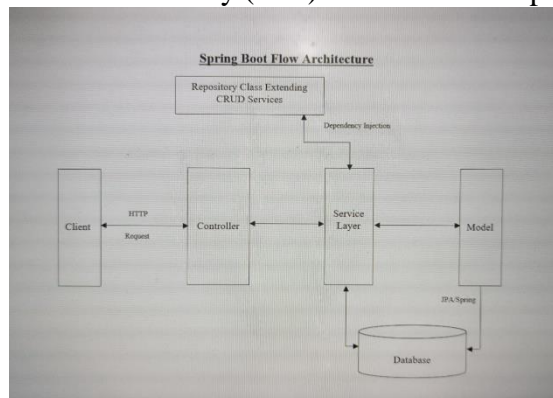 Spring Boot Flow Architecture
Repository Class Extending
CRUD Services
Dependency Injection
Client
HTTP
Request
Controller
Service
Layer
Model
JPA/Spring
Database